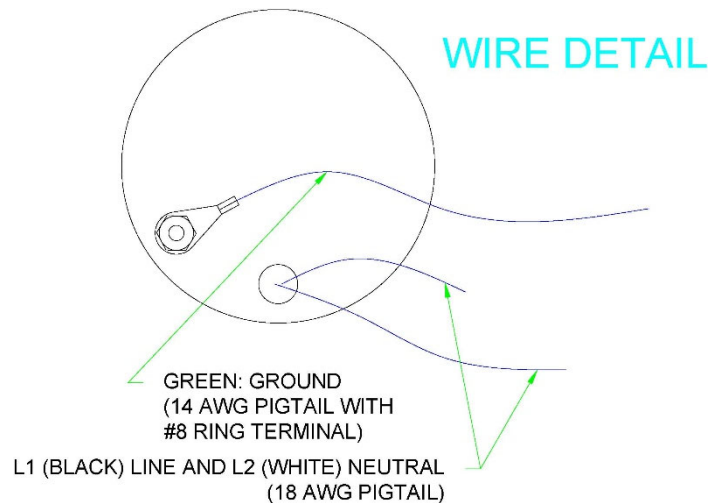 WIRE DETAIL
GREEN: GROUND
(14 AWG PIGTAIL WITH
#8 RING TERMINAL)
L1 (BLACK) LINE AND L2 (WHITE) NEUTRAL
(18 AWG PIGTAIL)